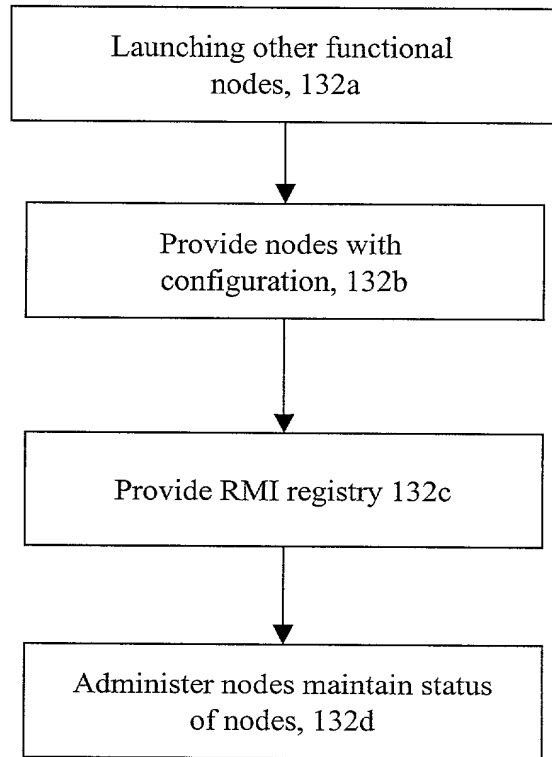 Launching other functional
nodes, 132a
Provide nodes with
configuration, 132b
Provide RMI registry 132c
Administer nodes maintain status
of nodes, 132d